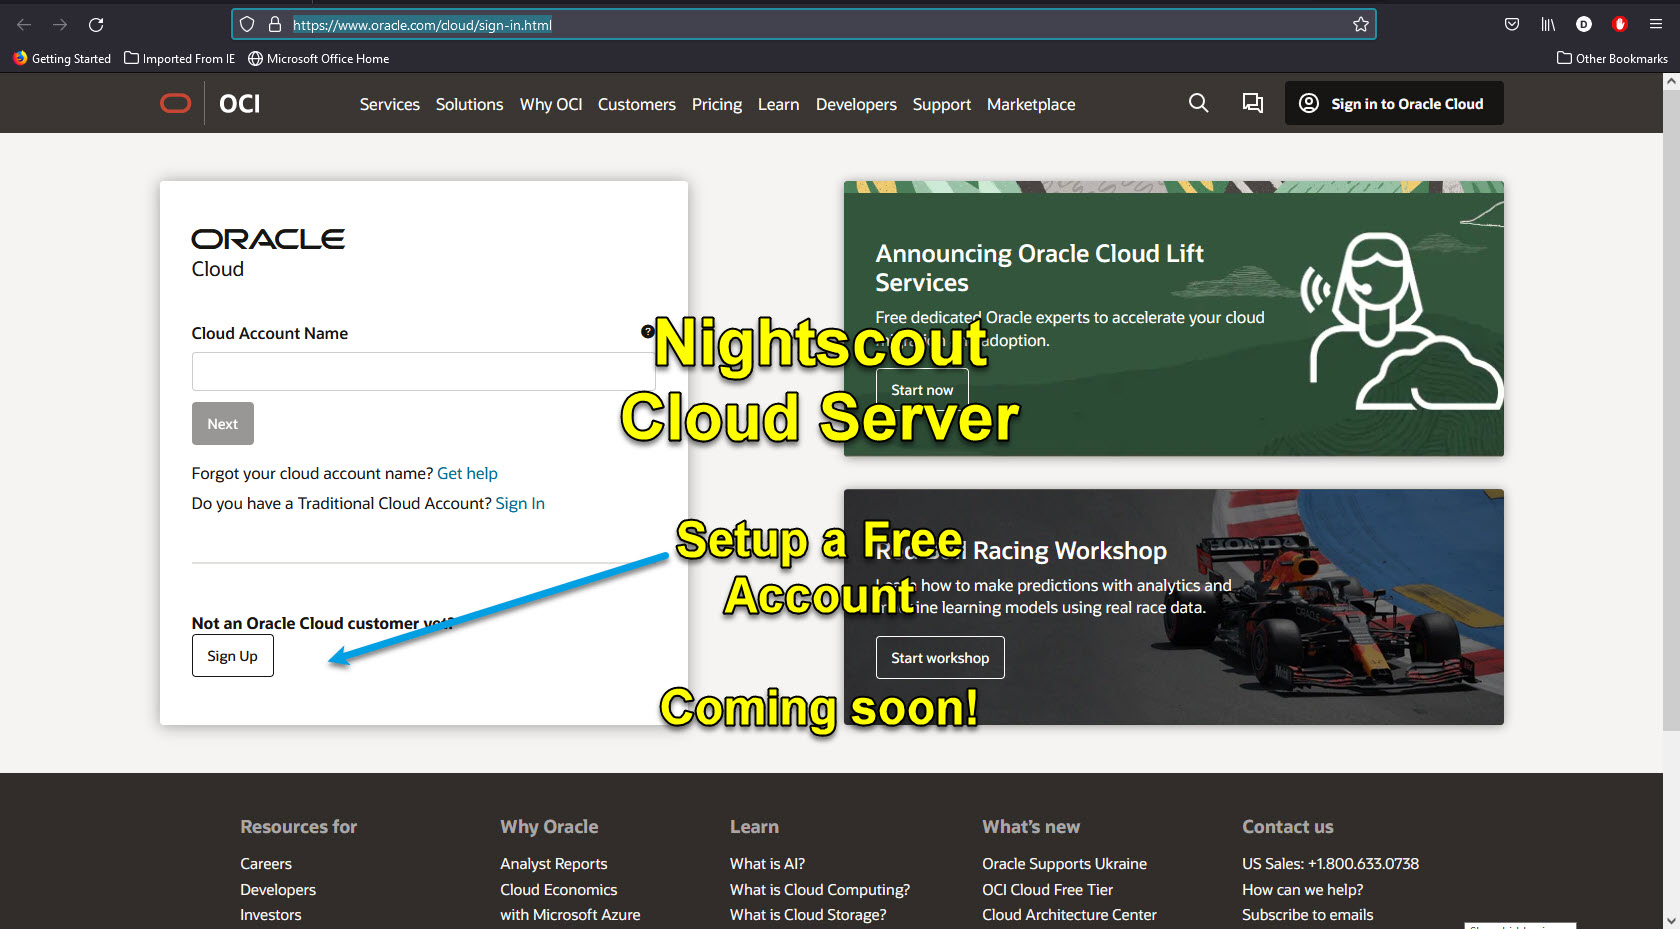 https://www.oracle.com/cloud/sign-in.html
Getting Started
Imported From IE
Microsoft Office Home
Other Bookmarks
OCI
Services
Solutions
Why OCI
Customers
Pricing
Learn
Developers
Support
Marketplace
Sign in to Oracle Cloud
ORACLE
Cloud
Cloud Account Name
Next
Forgot your cloud account name? Get help
Do you have a Traditional Cloud Account? Sign In
Not an Oracle Cloud customer yet?
Sign Up
Nightscout
Cloud Server
Setup a Free
Account
Coming soon!
Announcing Oracle Cloud Lift
Services
Free dedicated Oracle experts to accelerate your cloud
adoption.
Start now
Racing Workshop
how to make predictions with analytics and
learning models using real race data.
Start workshop
HONDA
Resources for
Careers
Developers
Investors
Why Oracle
Analyst Reports
Cloud Economics
with Microsoft Azure
Learn
What is AI?
What is Cloud Computing?
What is Cloud Storage?
What's new
Oracle Supports Ukraine
OCI Cloud Free Tier
Cloud Architecture Center
Contact us
US Sales: +1.800.633.0738
How can we help?
Subscribe to emails